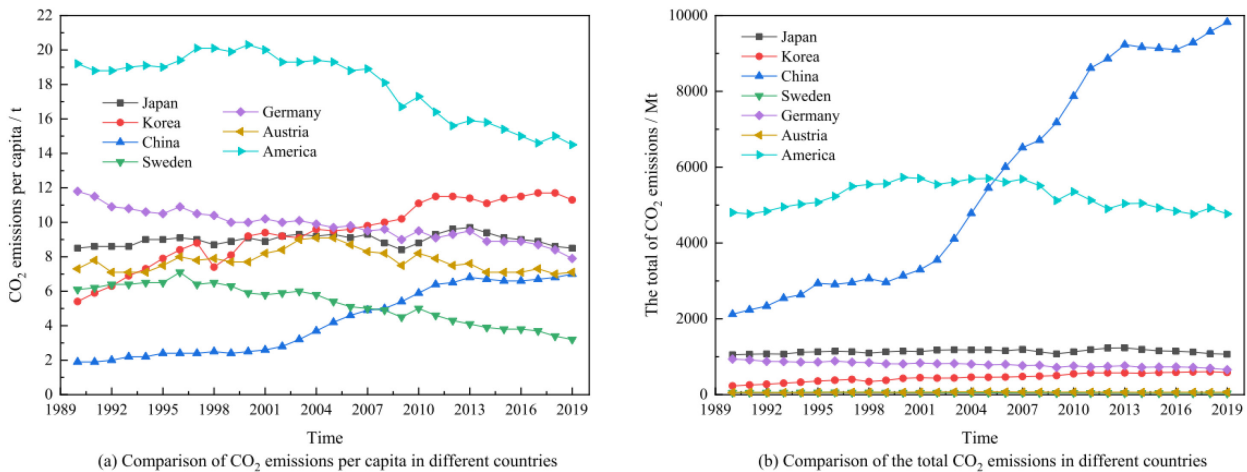 22
20
18
16
14
12
10
8
6
4
2
0
CO2 emissions per capita / t
Japan
Korea
China
Sweden
Germany
Austria
America
1989 1992 1995 1998 2001 2004 2007 2010 2013 2016 2019
Time
(a) Comparison of CO2 emissions per capita in different countries
10000
8000
6000
4000
2000
0
The total of CO2 emissions / Mt
Japan
Korea
China
Sweden
Germany
Austria
America
1989 1992 1995 1998 2001 2004 2007 2010 2013 2016 2019
Time
(b) Comparison of the total CO2 emissions in different countries